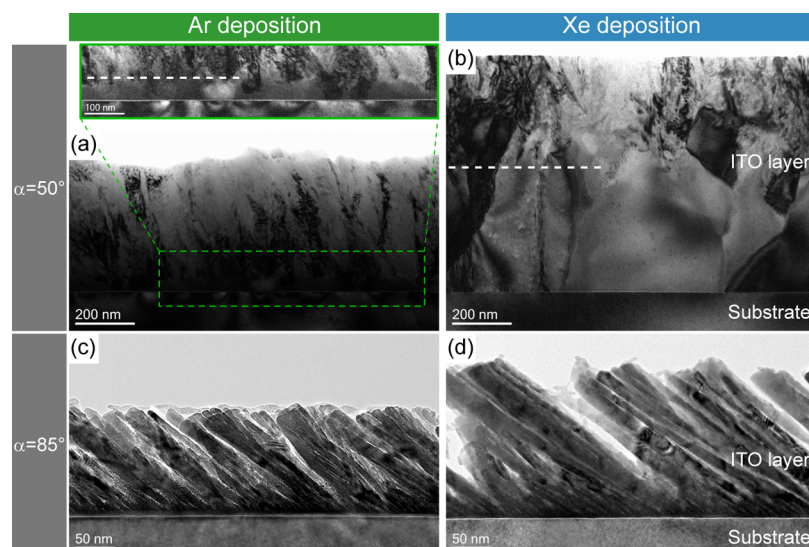 Ar deposition
Xe deposition
α=50°
100 nm
(a)
200 nm
(b)
ITO layer
200 nm
Substrate
α=85°
(c)
50 nm
(d)
ITO layer
50 nm
Substrate